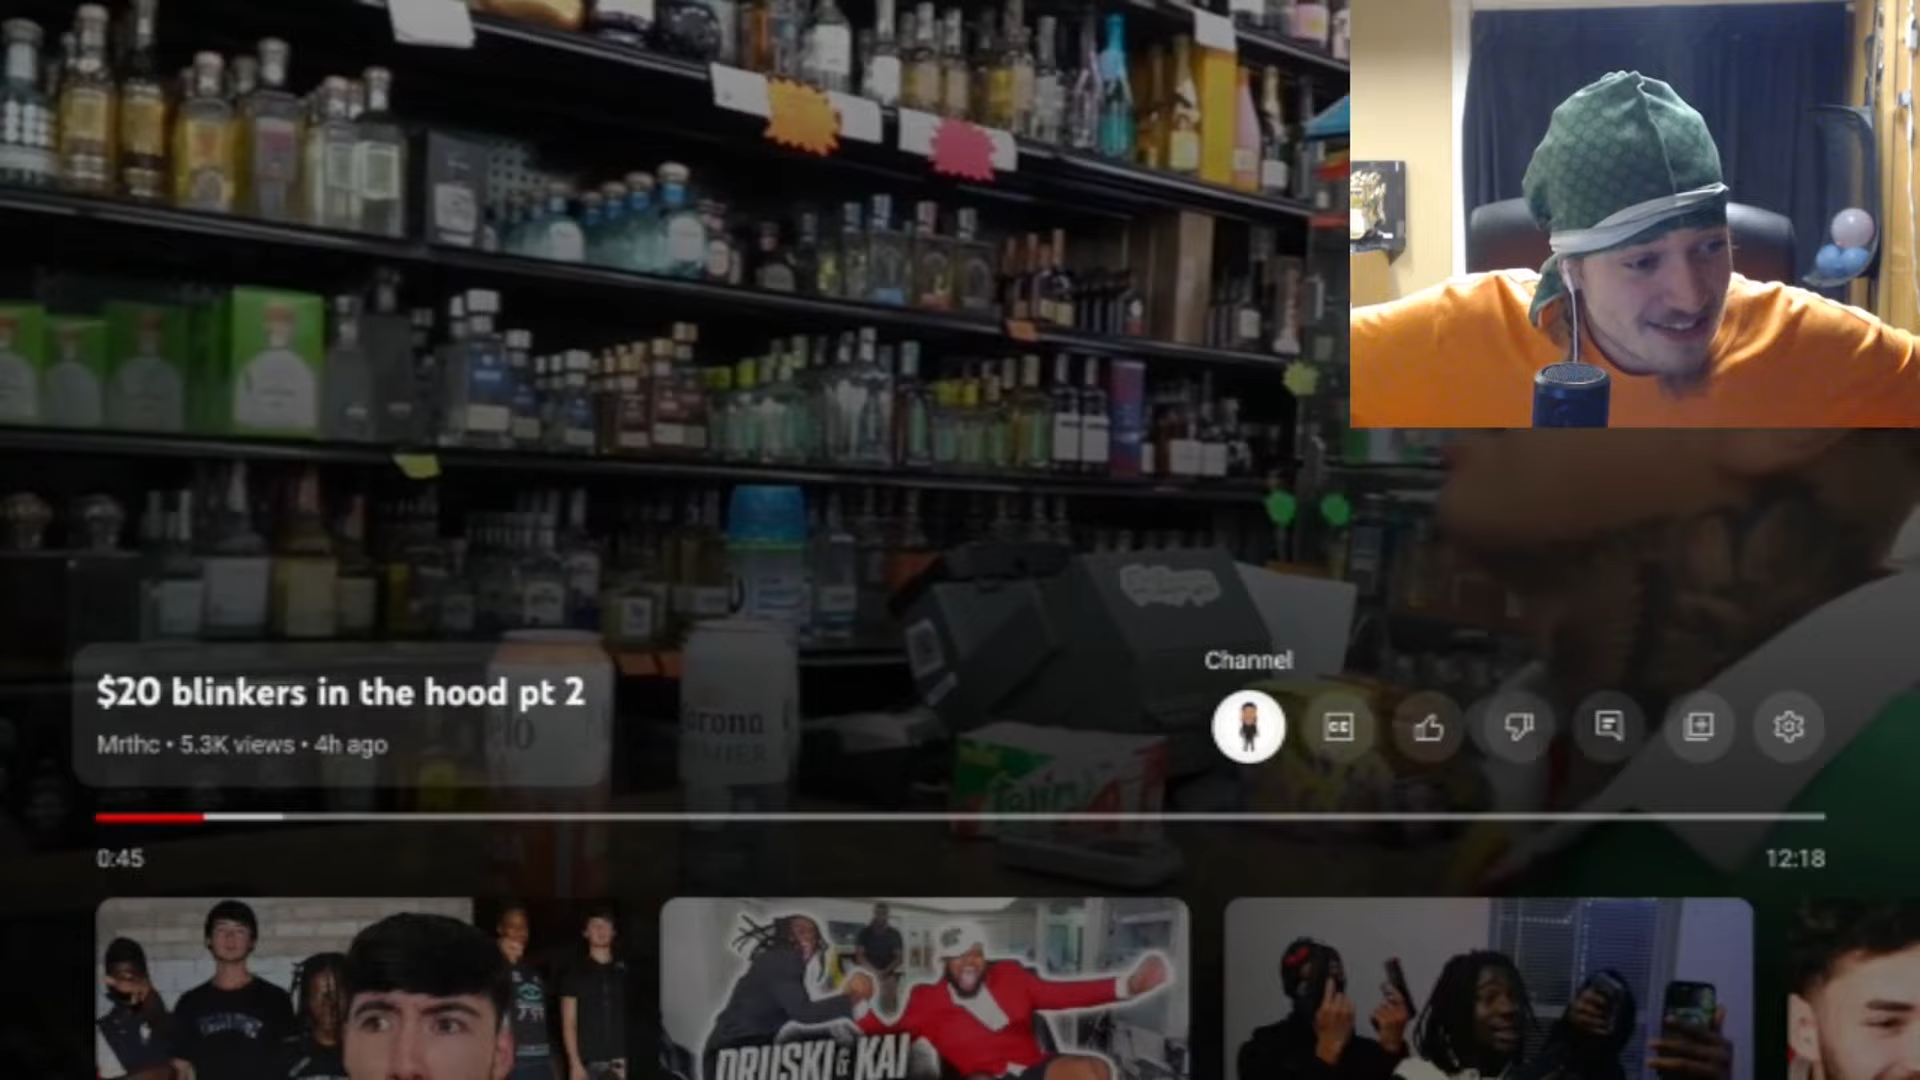 Channel
$20 blinkers in the hood pt 2
Mrthc • 5.3K views • 4h ago
CC
orona
0:45
12:18
DRUSKI & KAI